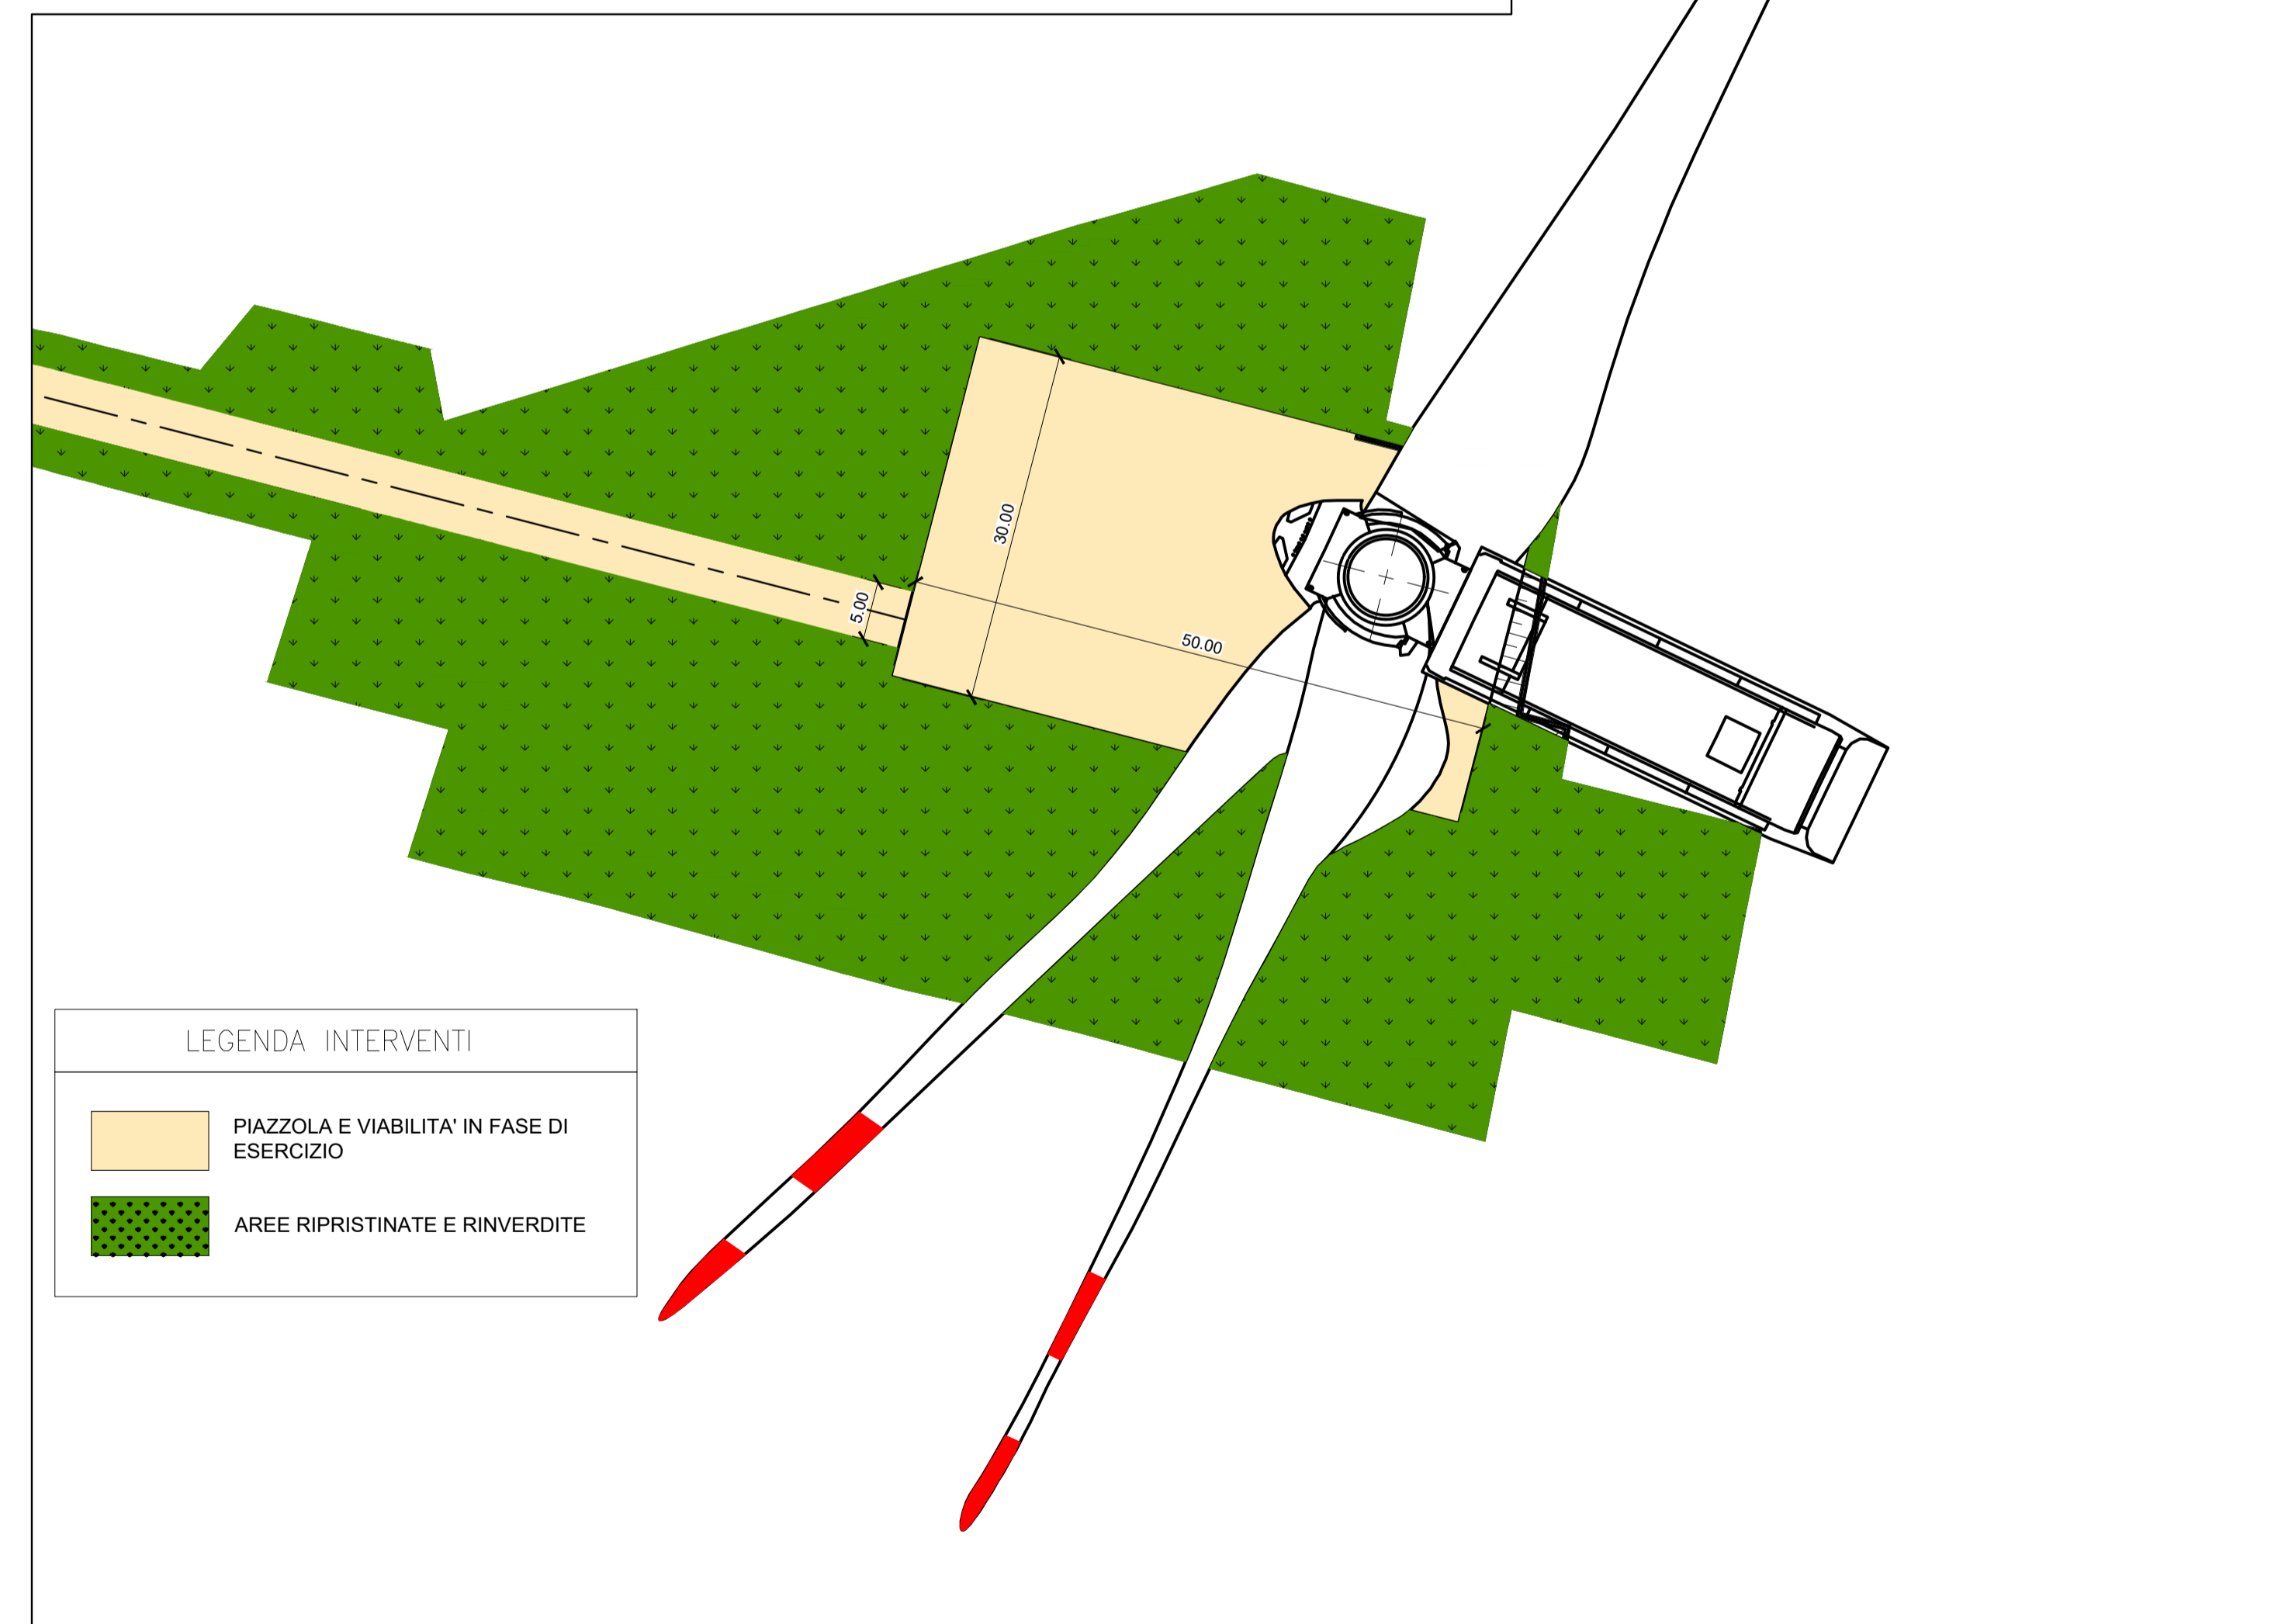 30.00
5.00
50.00
LEGENDA INTERVENTI
PIAZZOLA E VIABILITA' IN FASE DI
ESERCIZIO
AREE RIPRISTINATE E RINVERDITE